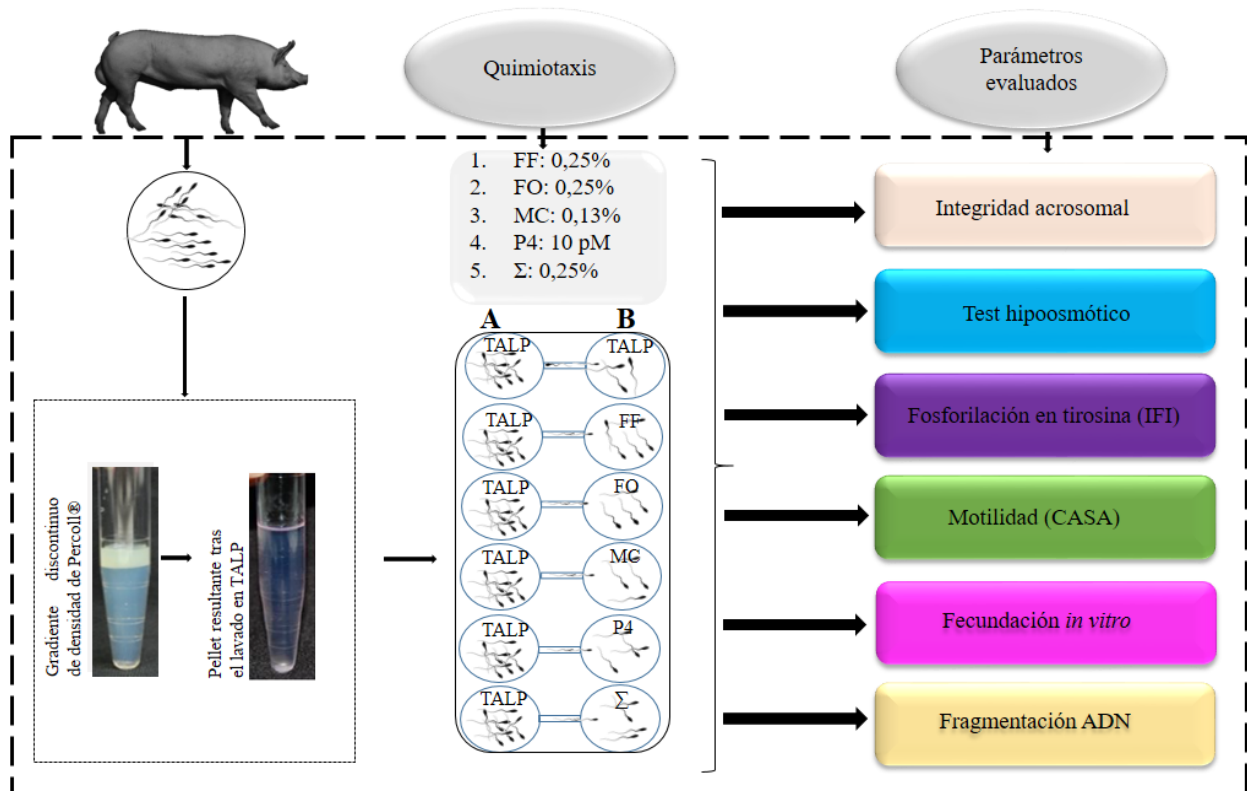 Quimiotaxis
Parámetros
evaluados
1. FF: 0,25%
2. FO: 0,25%
3. MC: 0,13%
4. P4: 10 pM
5. Σ: 0,25%
A B
TALP TALP
TALP FF
TALP FO
TALP MC
TALP P4
TALP Σ
Gradiente discontinuo
de densidad de Percoll®
Pellet resultante tras
el lavado en TALP
Integridad acrosomal
Test hipoosmótico
Fosforilación en tirosina (IFI)
Motilidad (CASA)
Fecundación in vitro
Fragmentación ADN